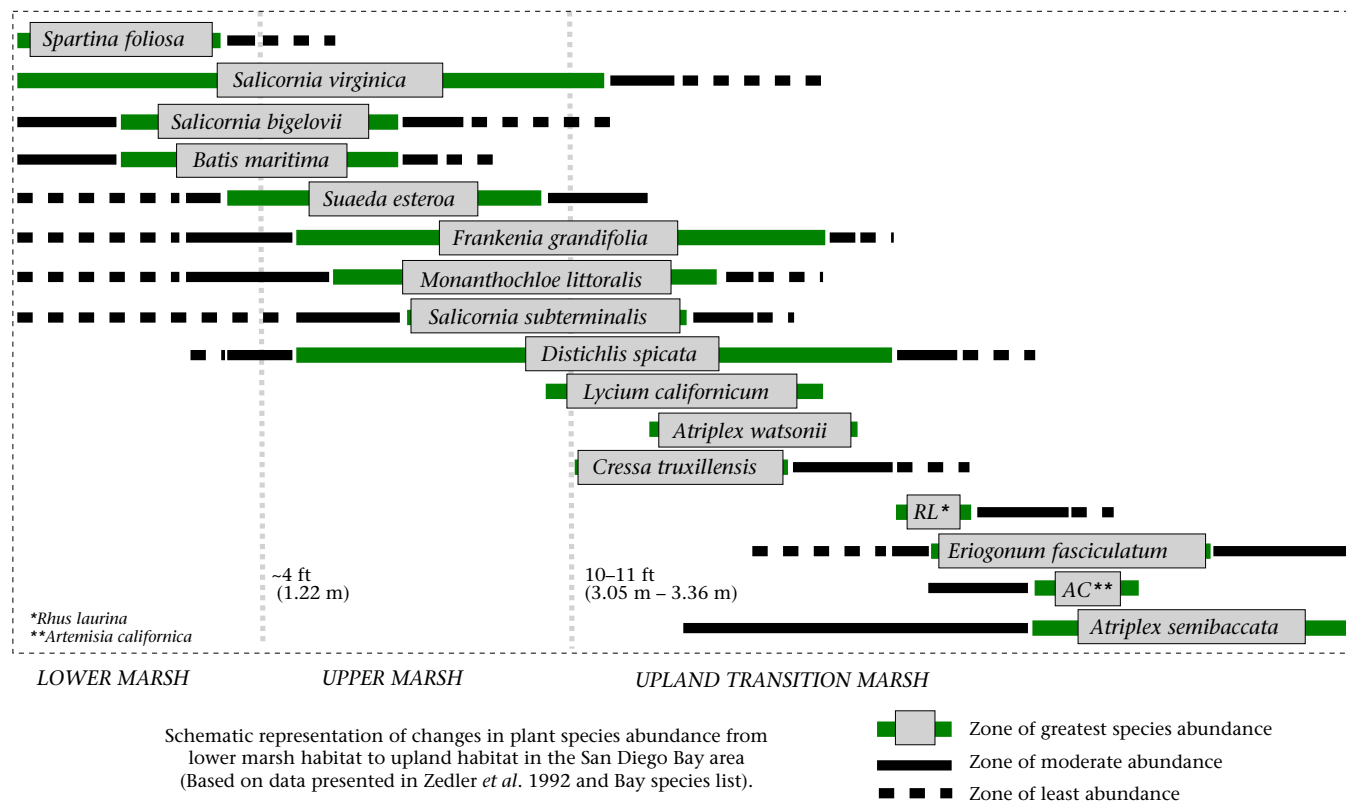 Spartina foliosa
Salicornia virginica
Salicornia bigelovii
Batis maritima
Suaeda esteroa
Frankenia grandifolia
Monanthochloe littoralis
Salicornia subterminalis
Distichlis spicata
Lycium californicum
Atriplex watsonii
Cressa truxillensis
RL*
Eriogonum fasciculatum
AC**
Atriplex semibaccata
~4 ft
(1.22 m)
10–11 ft
(3.05 m – 3.36 m)
*Rhus laurina
**Artemisia californica
LOWER MARSH
UPPER MARSH
UPLAND TRANSITION MARSH
Schematic representation of changes in plant species abundance from
lower marsh habitat to upland habitat in the San Diego Bay area
(Based on data presented in Zedler et al. 1992 and Bay species list).
Zone of greatest species abundance
Zone of moderate abundance
Zone of least abundance